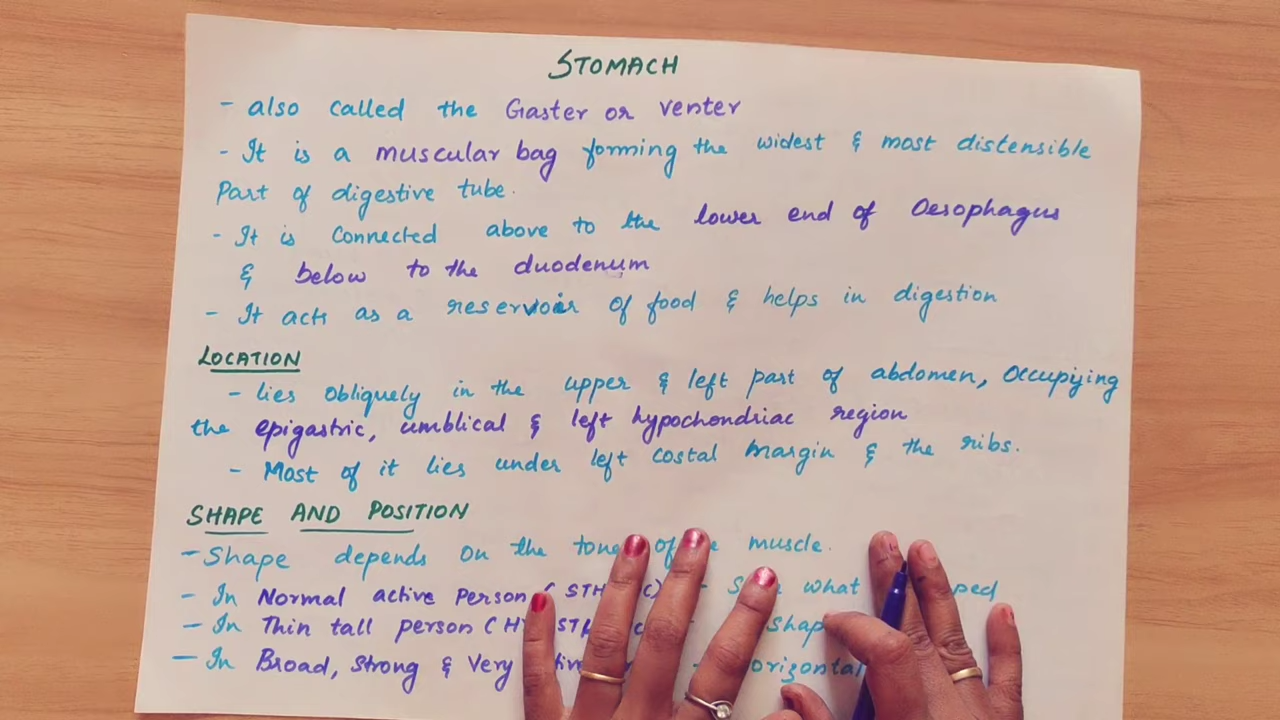 STOMACH
- also called the Gaster or venter
- It is a muscular bag forming the widest & most distensible
Part of digestive tube.
- It is Connected above to the lower end of Oesophagus
& below to the duodenum
- It acts as a reservoir of food & helps in digestion
LOCATION
- lies obliquely in the upper & left part of abdomen, Occupiying
the epigastric, umblical & left hypochondriac region
- Most of it lies under left costal margin & the ribs.
SHAPE AND POSITION
- Shape depends on the of muscle.
- In Normal active Person ( - what
- In Thin tall person (
- In Broad, Strong & Very